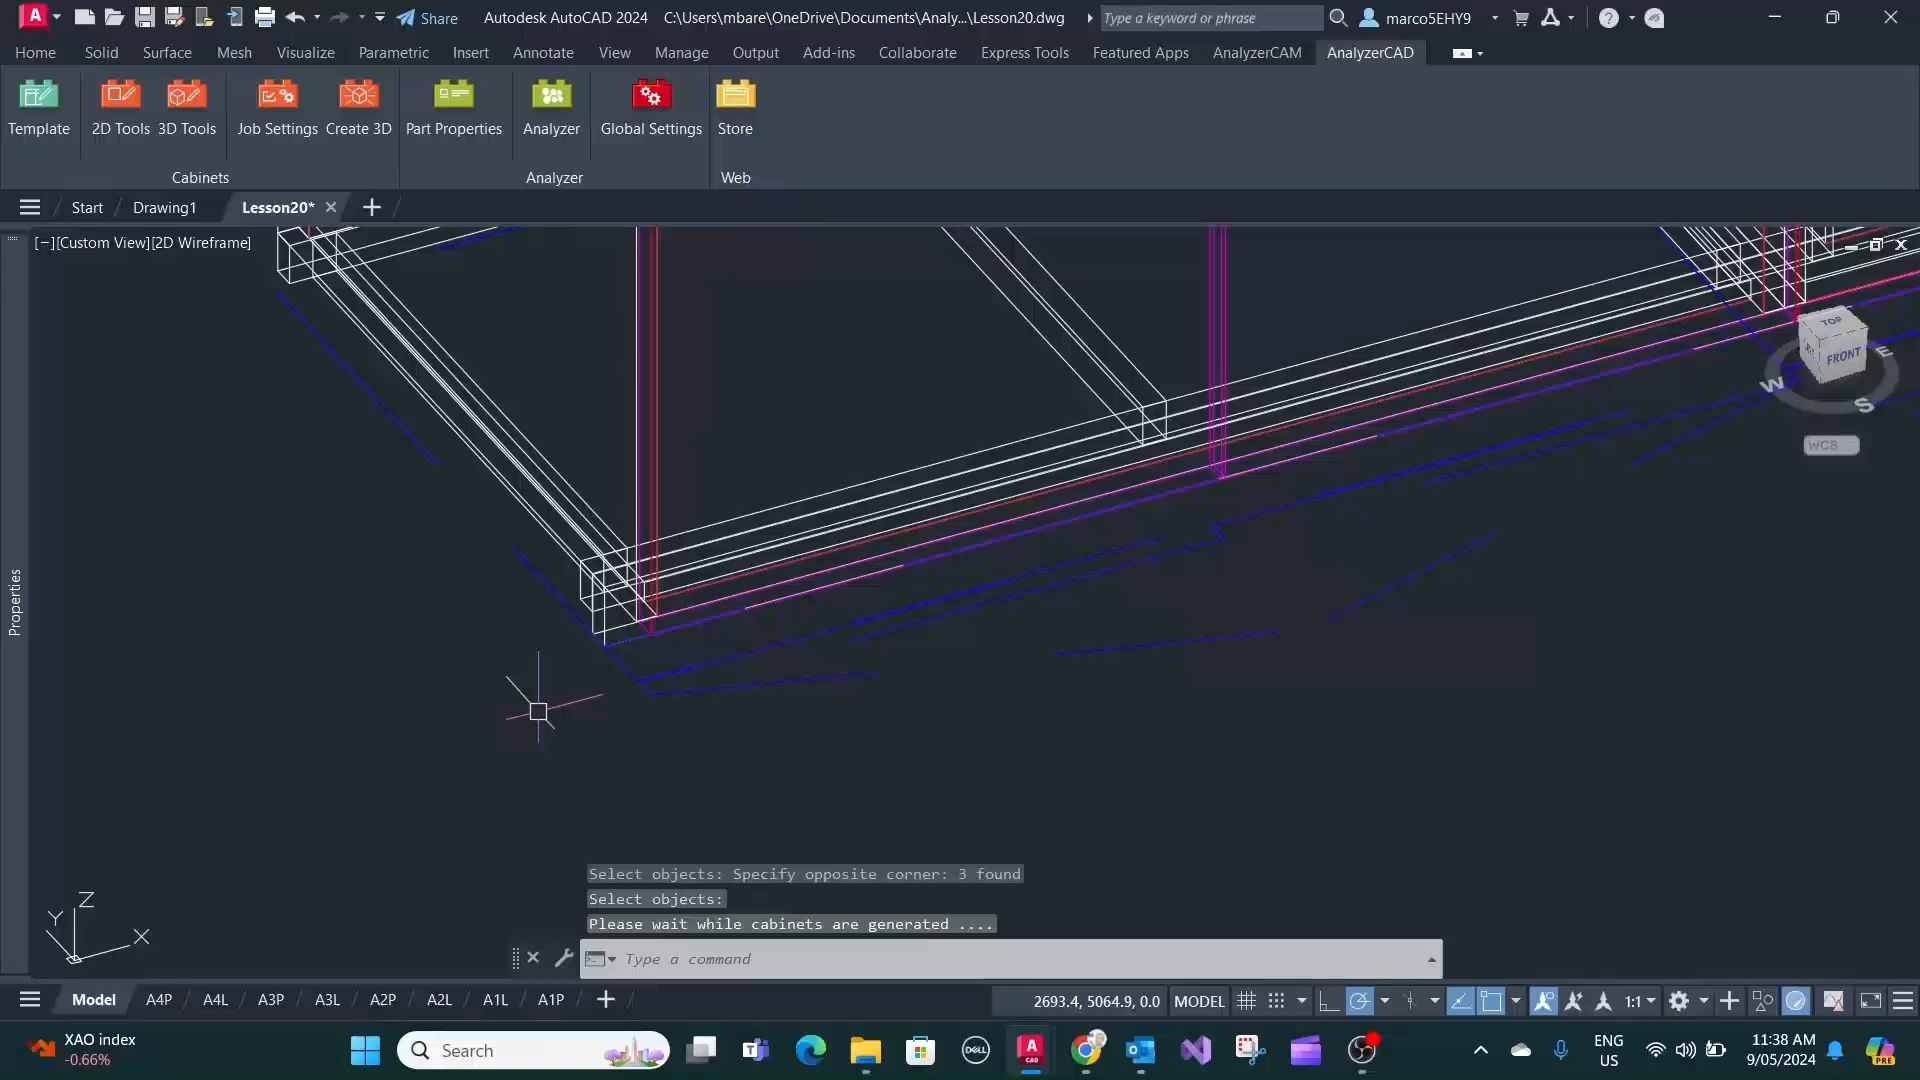 Share
Autodesk AutoCAD 2024 C:\Users\mbare\OneDrive\Documents\Analy...\Lesson20.dwg
Type a keyword or phrase
marco5EHY9
Home Solid Surface Mesh Visualize Parametric Insert Annotate View Manage Output Add-ins Collaborate Express Tools Featured Apps AnalyzerCAM AnalyzerCAD
Template 2D Tools 3D Tools Job Settings Create 3D Part Properties Analyzer Global Settings Store
Cabinets Analyzer Web
Start Drawing1 Lesson20*
[−][Custom View][2D Wireframe]
TOP
FRONT
E
W
S
WCS
Properties
Select objects: Specify opposite corner: 3 found
Select objects:
Please wait while cabinets are generated ....
Type a command
Z
Y
X
Model A4P A4L A3P A3L A2P A2L A1L A1P
2693.4, 5064.9, 0.0 MODEL 1:1
XAO index
-0.66%
Search
DELL
A
CAD
ENG
US
11:38 AM
9/05/2024
PRE